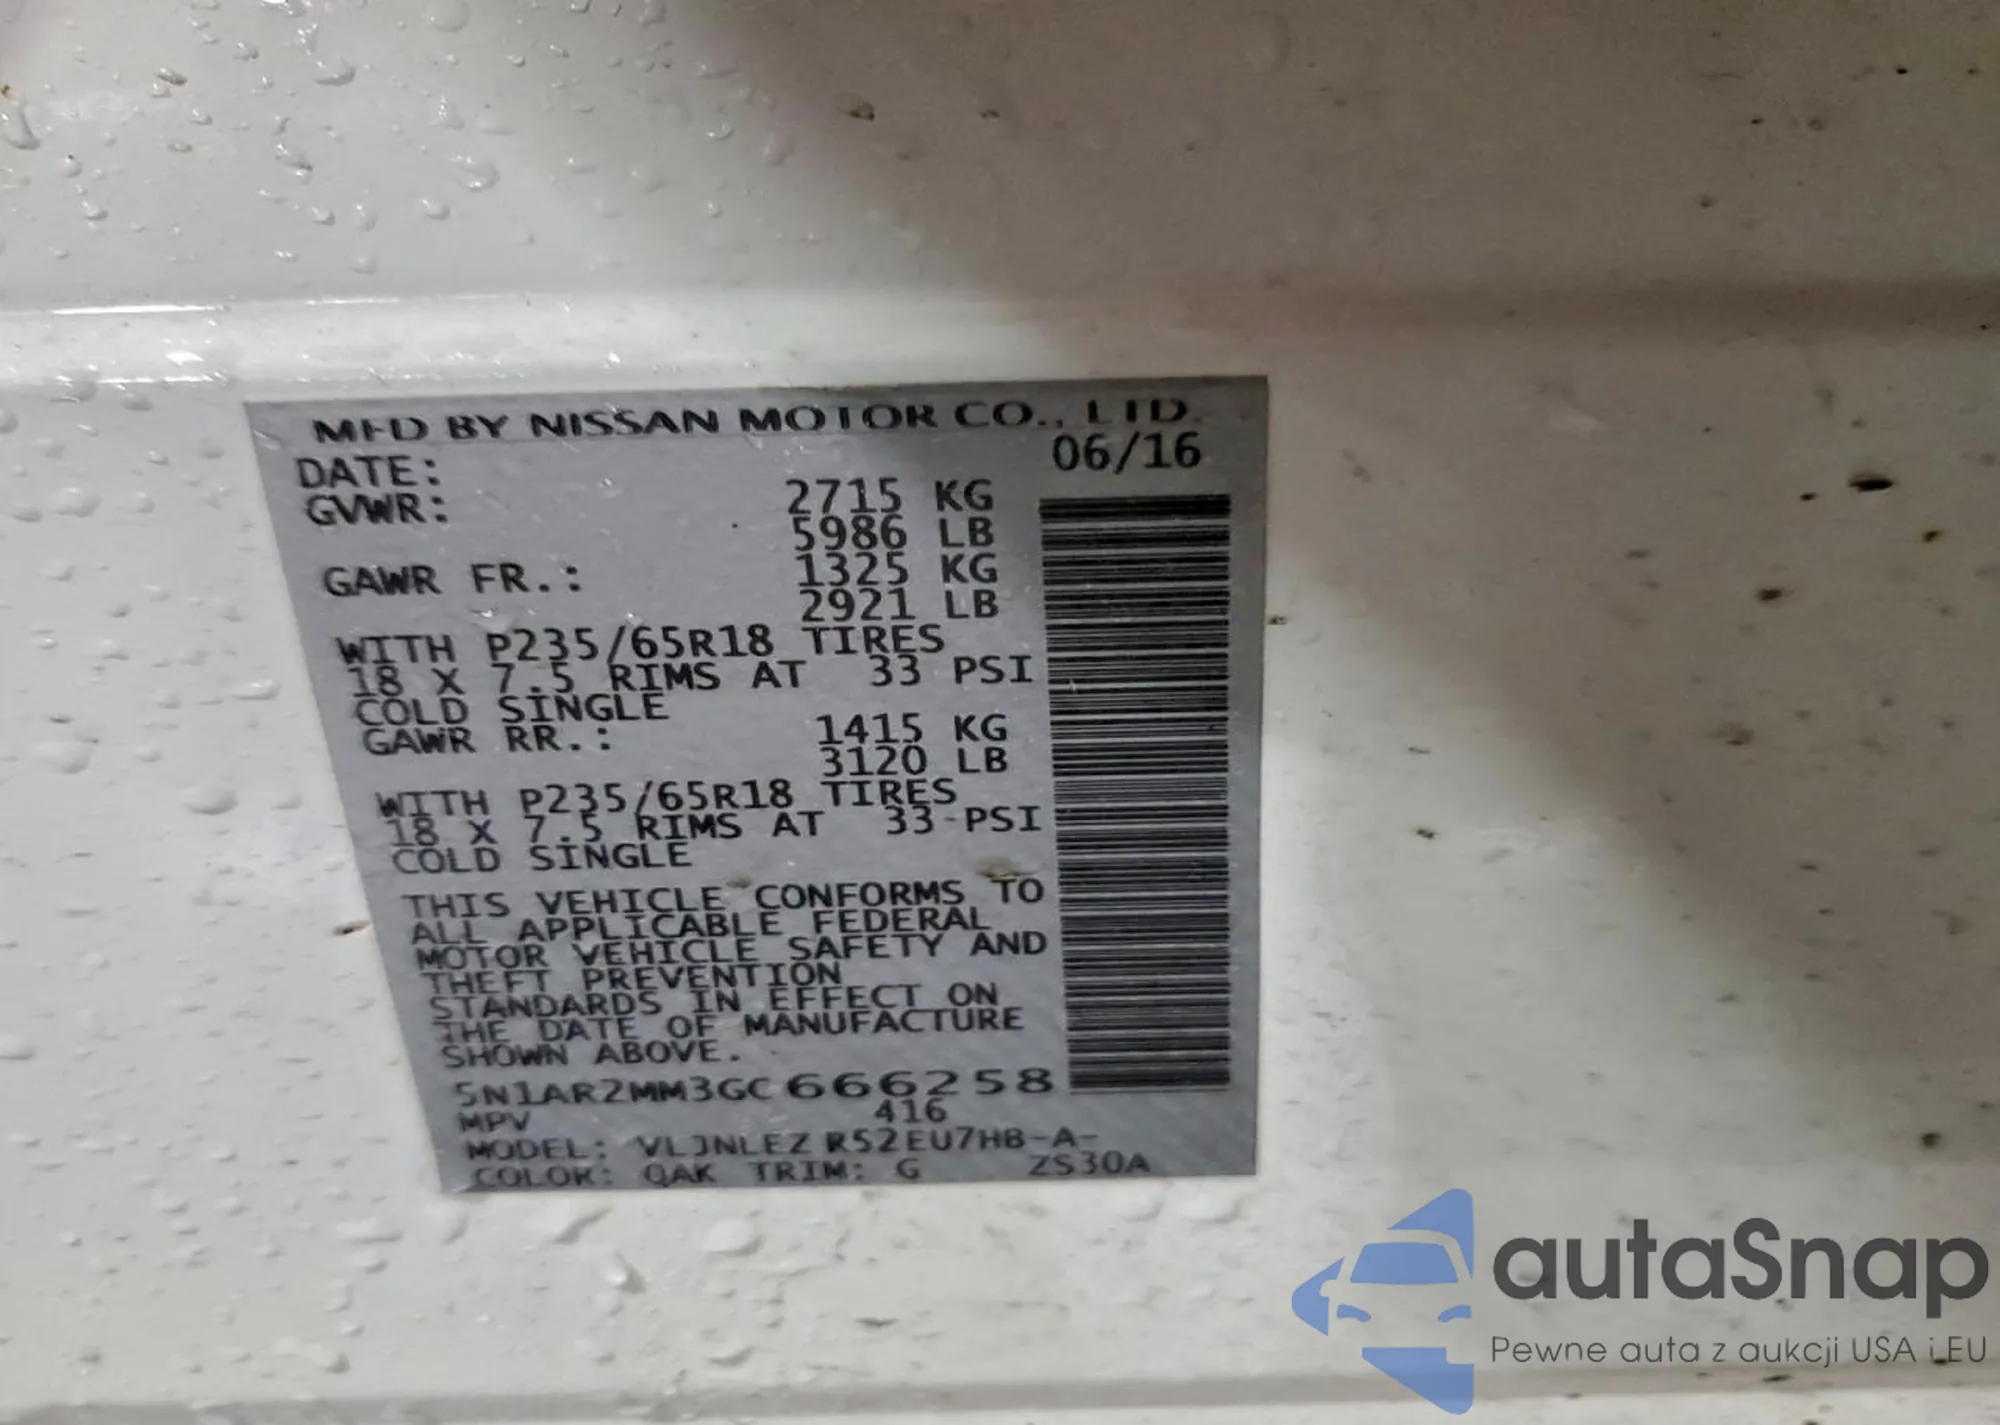 MFD BY NISSAN MOTOR CO., LTD.
DATE: 06/16
GVWR: 2715 KG
5986 LB
GAWR FR.: 1325 KG
2921 LB
WITH P235/65R18 TIRES
18 X 7.5 RIMS AT 33 PSI
COLD SINGLE
GAWR RR.: 1415 KG
3120 LB
WITH P235/65R18 TIRES
18 X 7.5 RIMS AT 33 PSI
COLD SINGLE
THIS VEHICLE CONFORMS TO
ALL APPLICABLE FEDERAL
MOTOR VEHICLE SAFETY AND
THEFT PREVENTION
STANDARDS IN EFFECT ON
THE DATE OF MANUFACTURE
SHOWN ABOVE.
5N1AR2MM3GC666258
MPV 416
MODEL: VLJNLEZ R52EU7HB-A-
COLOR: QAK TRIM: G ZS30A
autaSnap
Pewne auta z aukcji USA i EU